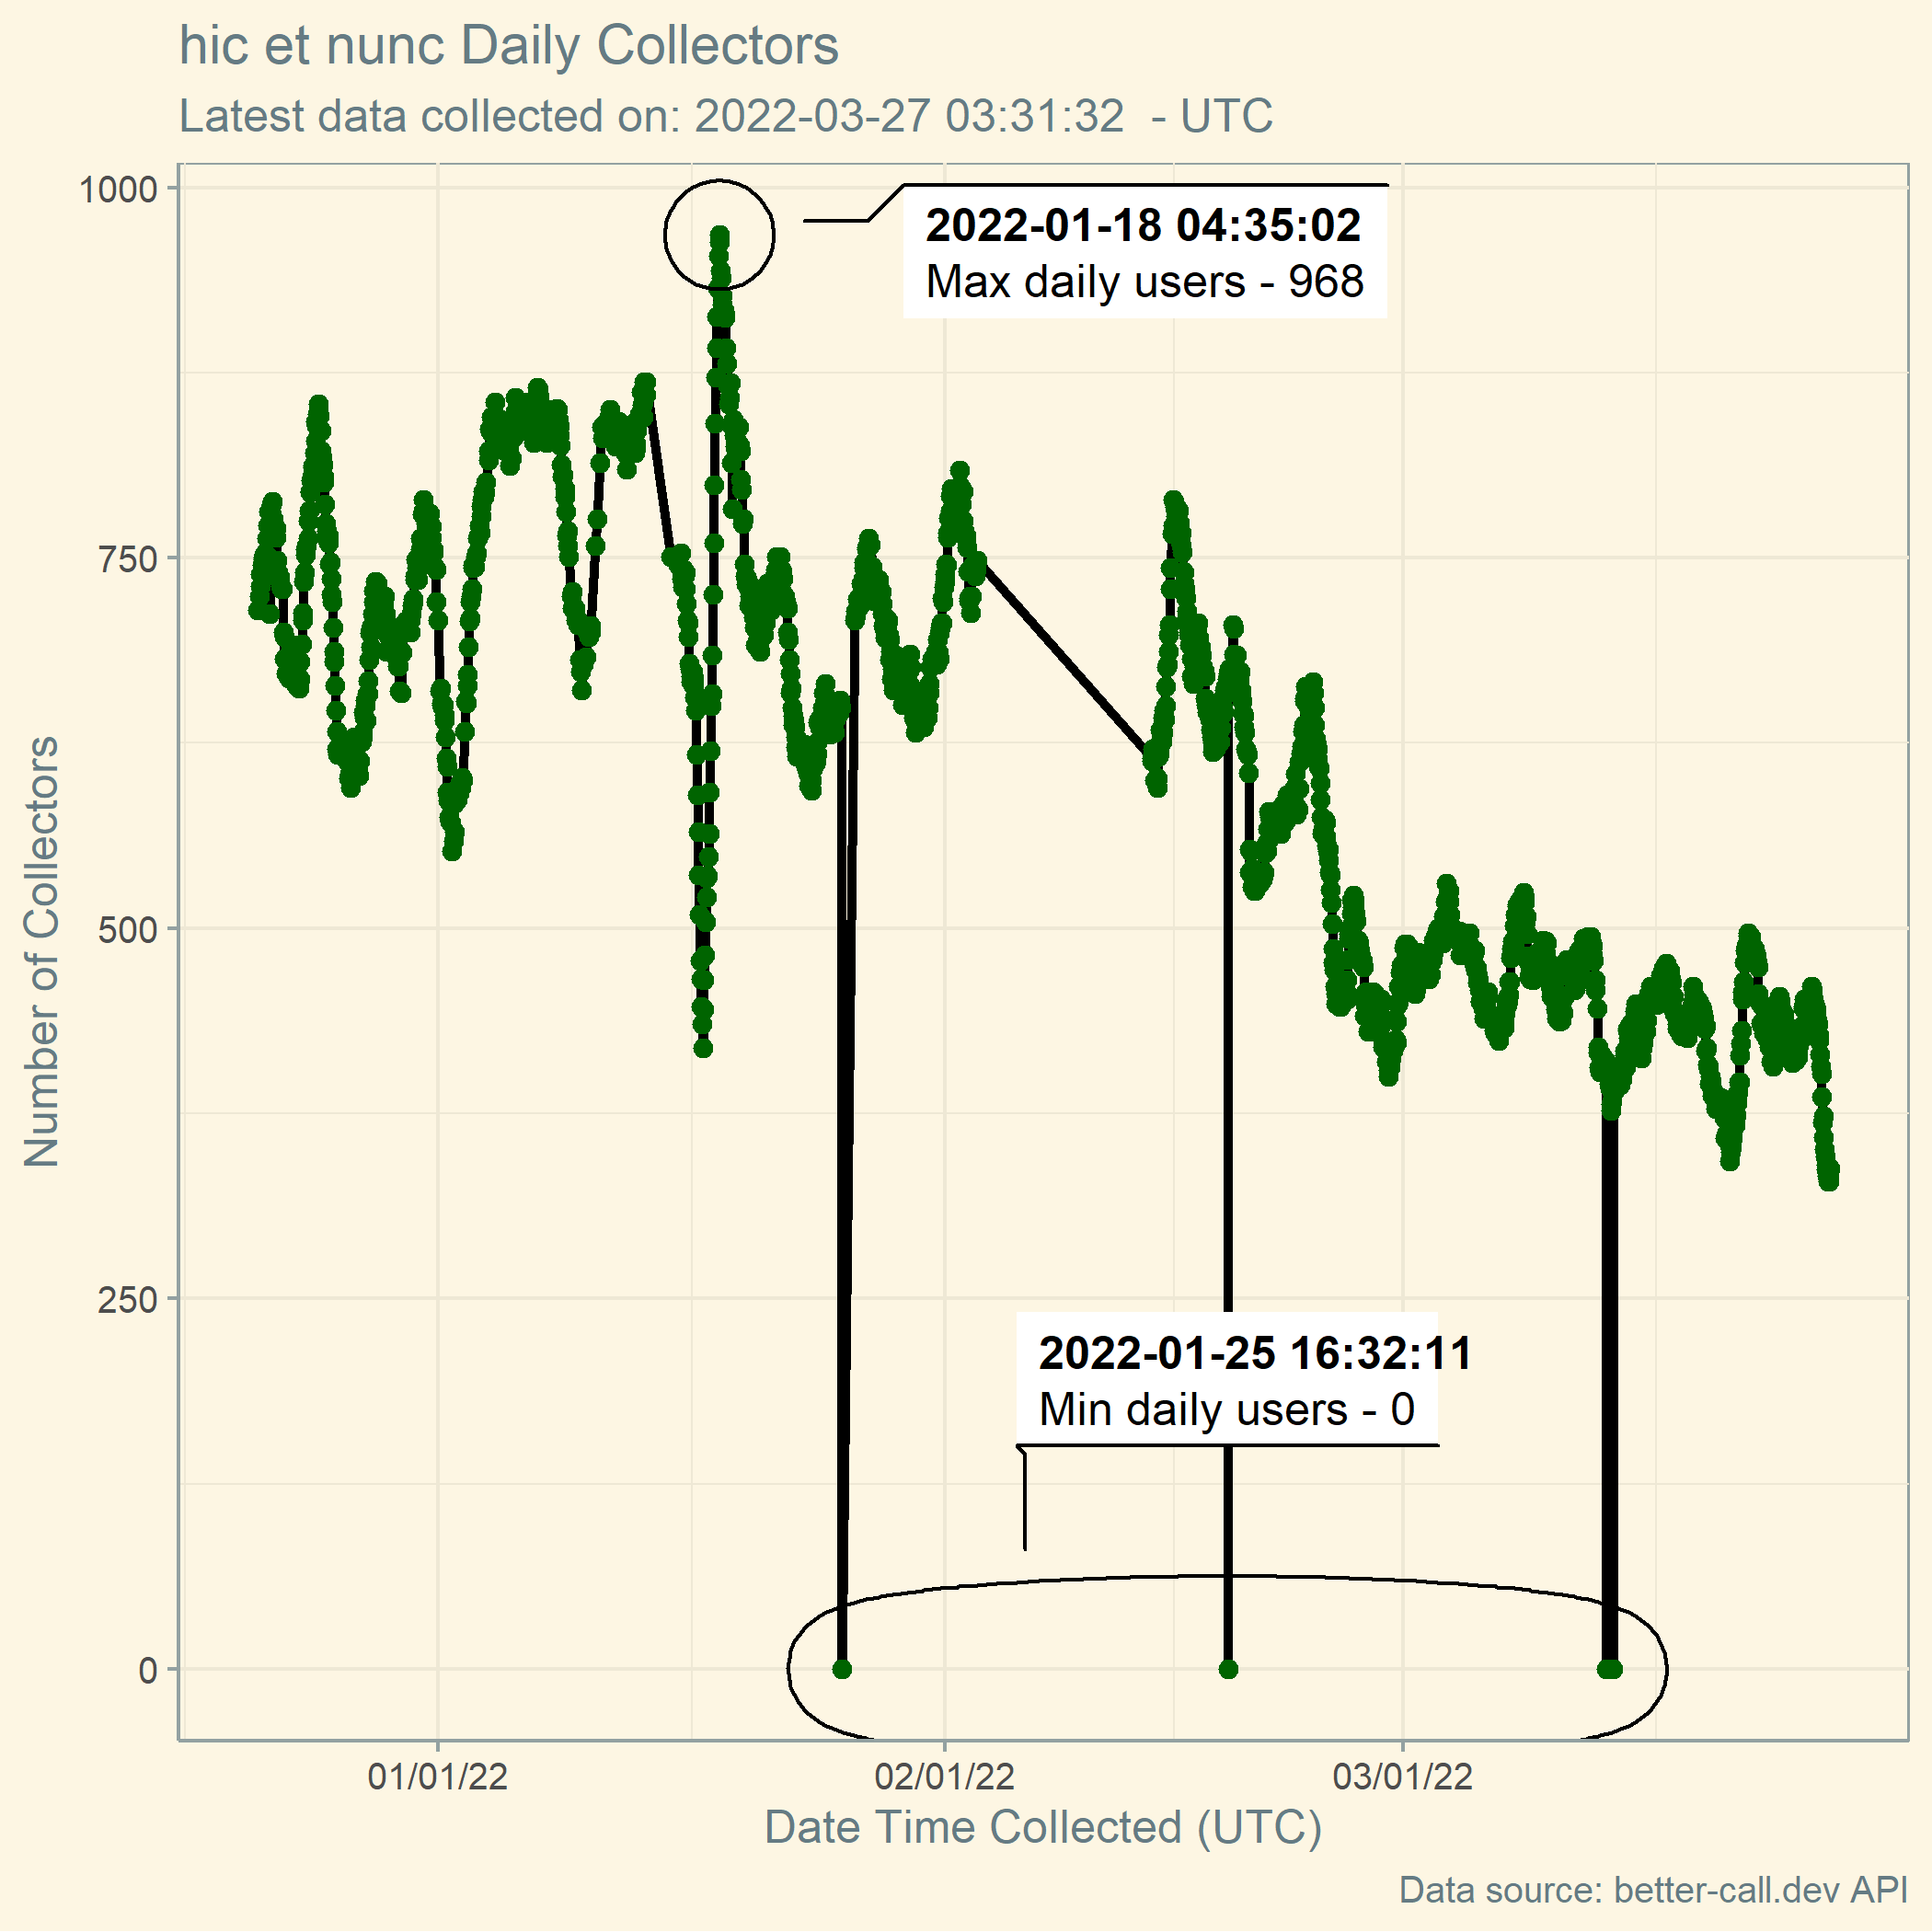 hic et nunc Daily Collectors
Latest data collected on: 2022-03-27 03:31:32  - UTC
1000
2022-01-18 04:35:02
Max daily users - 968
750
Number of Collectors
500
250
2022-01-25 16:32:11
Min daily users - 0
0
01/01/22
02/01/22
03/01/22
Date Time Collected (UTC)
Data source: better-call.dev API